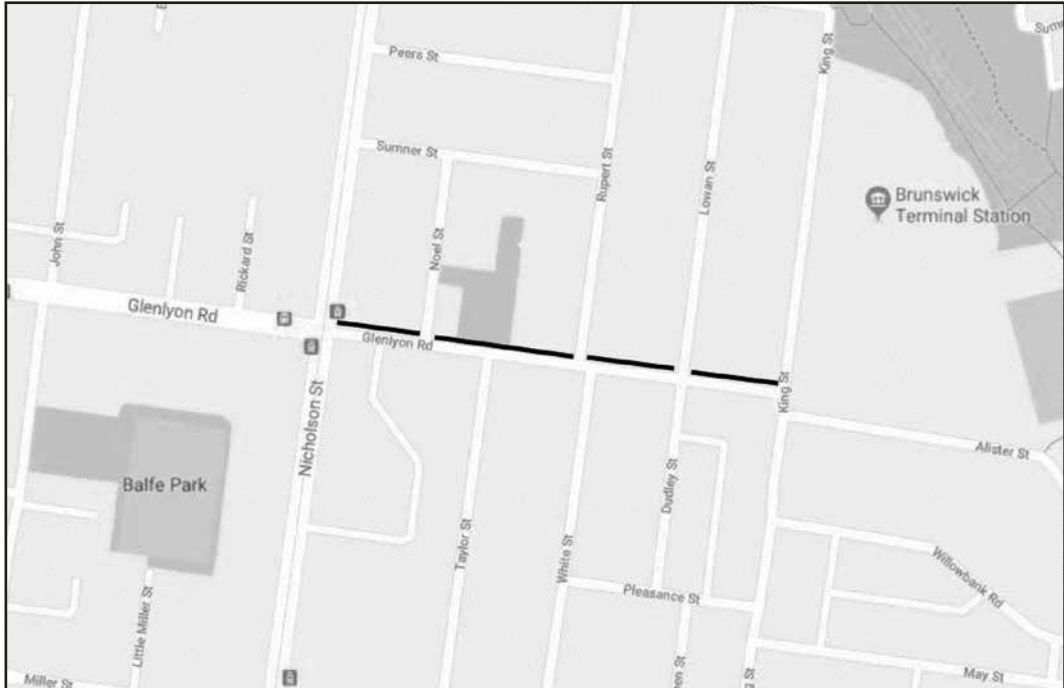 Peers St
King St
Sumner St
Rupert St
Lowan St
Brunswick
Terminal Station
John St
Rickard St
Noel St
Glenlyon Rd
Glenlyon Rd
Nicholson St
King St
Alister St
Balfe Park
Dudley St
Taylor St
White St
Pleasance St
Willowbank Rd
Little Miller St
Miller St
May St